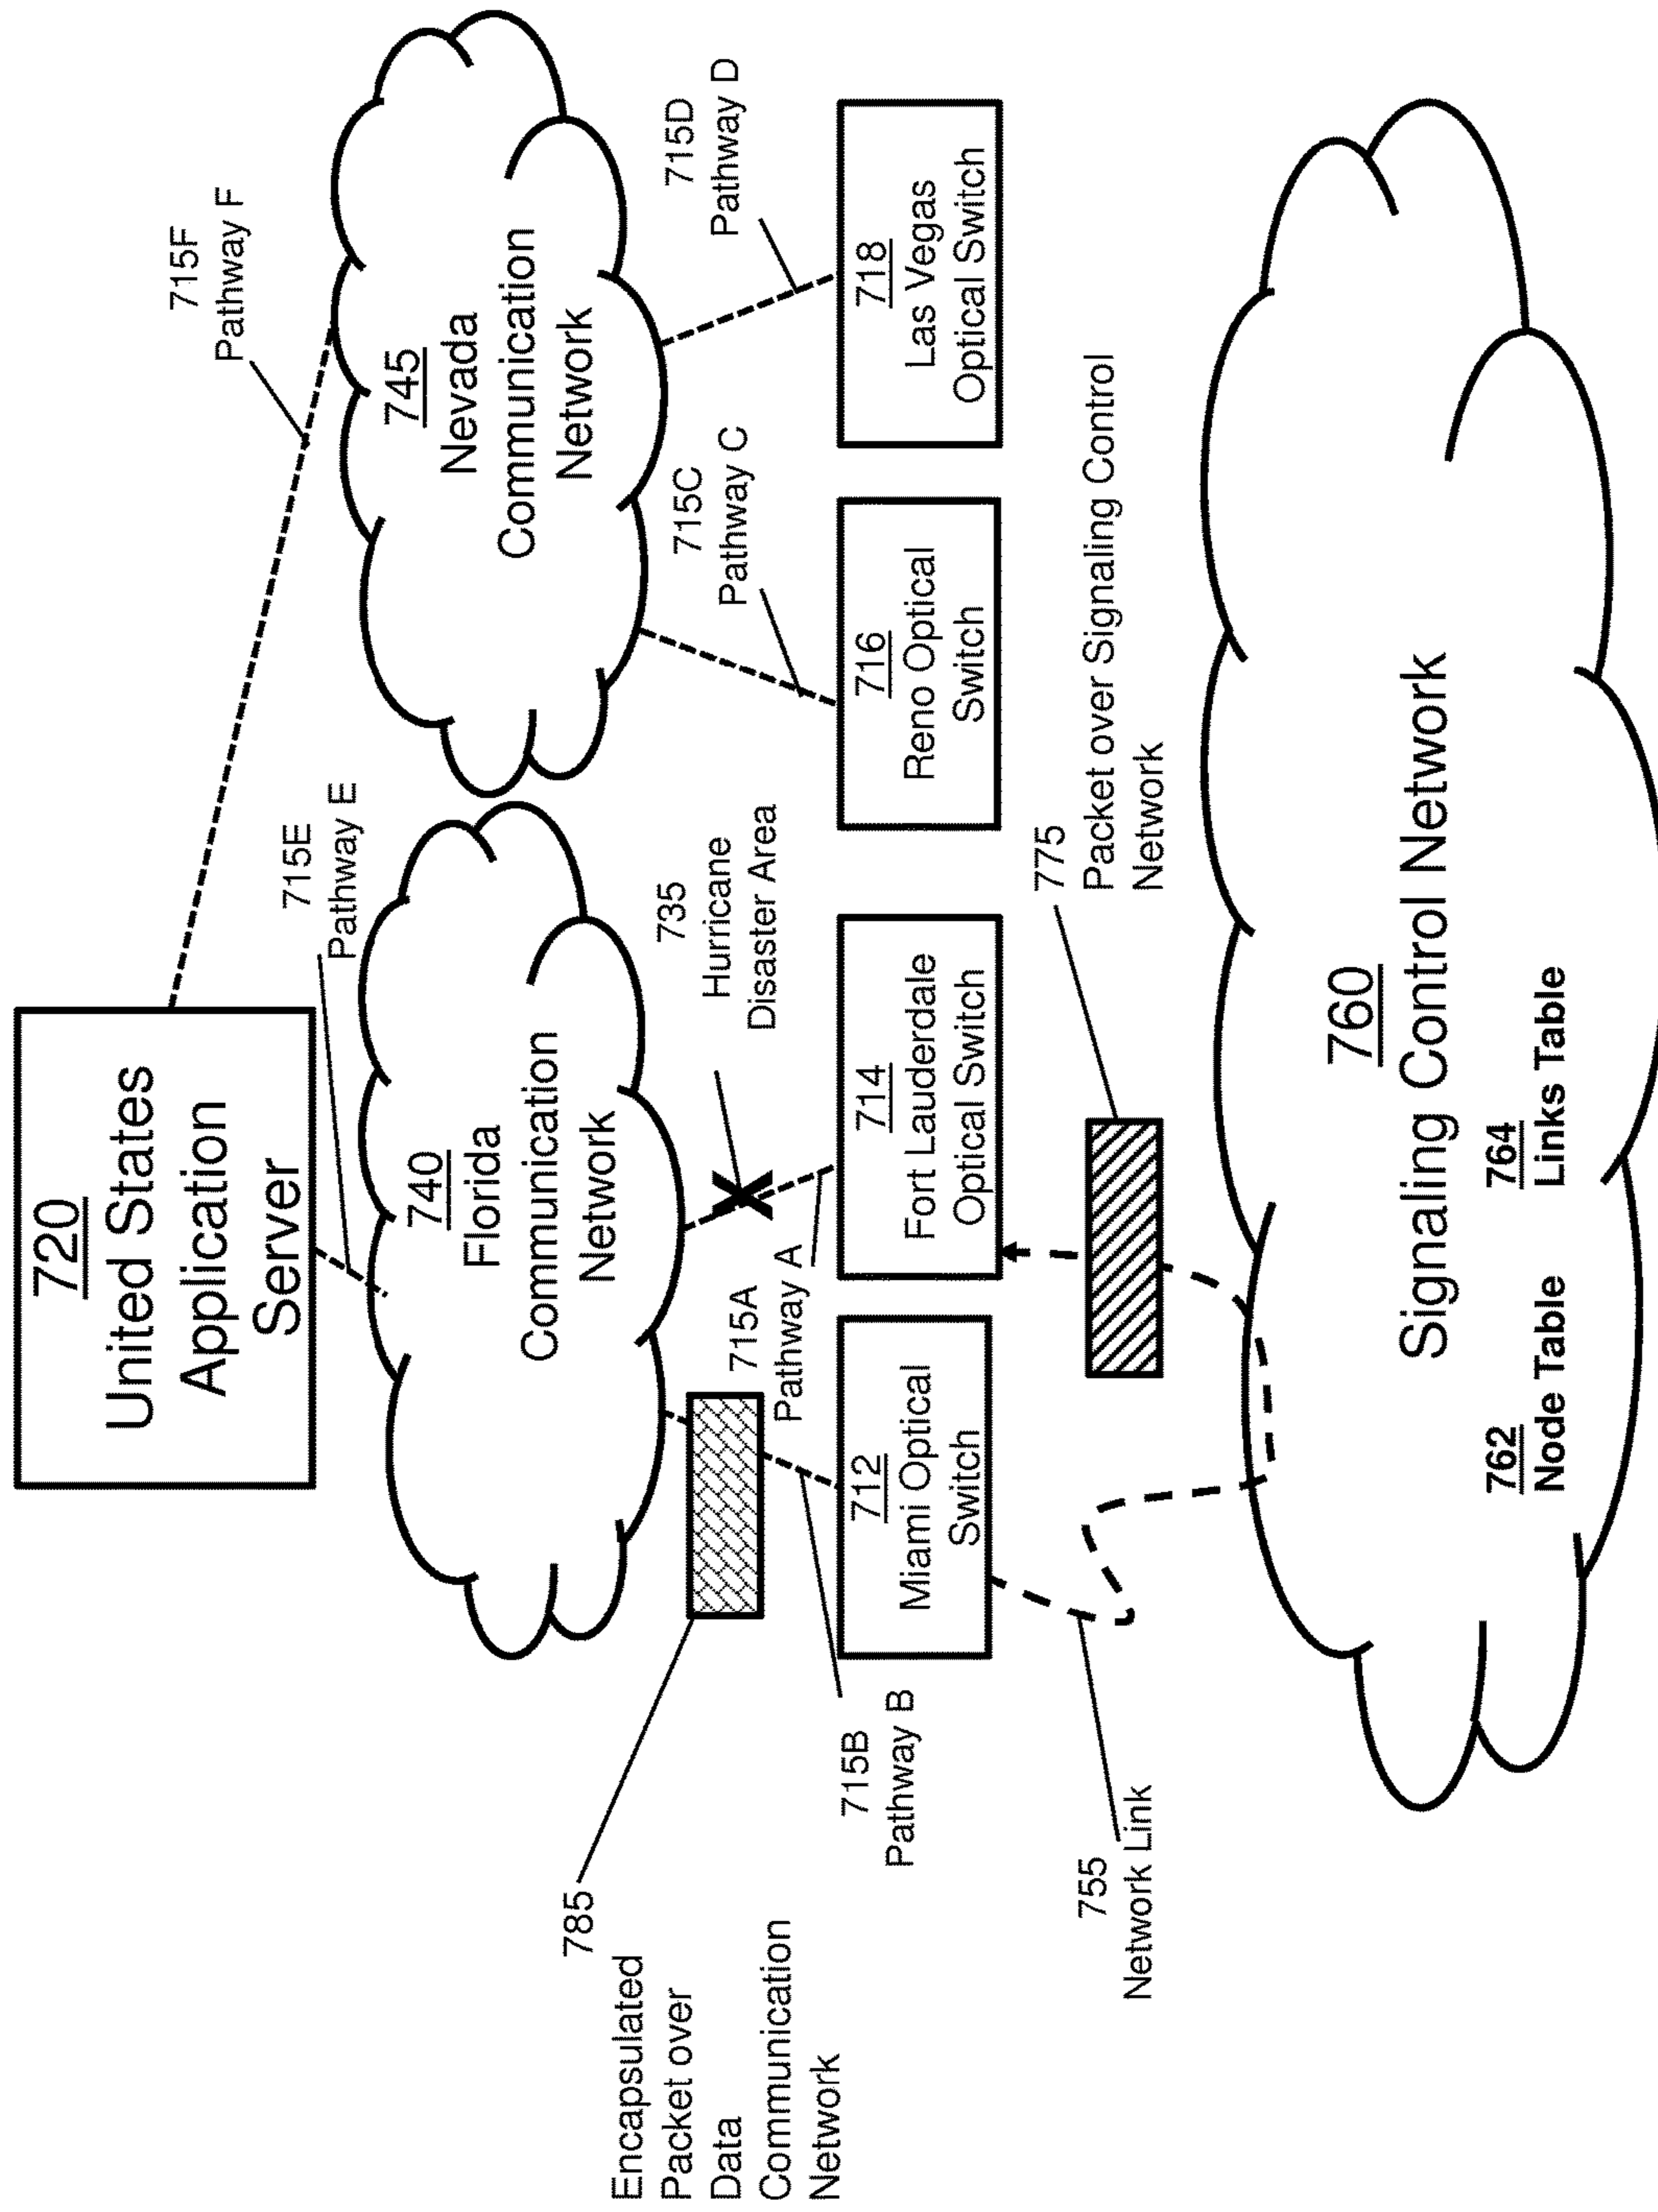 720
United States
Application
Server
715F
Pathway F
715E
Pathway E
740
Florida
Communication
Network
745
Nevada
Communication
Network
785
Encapsulated
Packet over
Data
Communication
Network
735
Hurricane
Disaster Area
715A
Pathway A
715B
Pathway B
715C
Pathway C
715D
Pathway D
712
Miami Optical
Switch
714
Fort Lauderdale
Optical Switch
716
Reno Optical
Switch
718
Las Vegas
Optical Switch
755
Network Link
775
Packet over Signaling Control
Network
760
Signaling Control Network
762
Node Table
764
Links Table